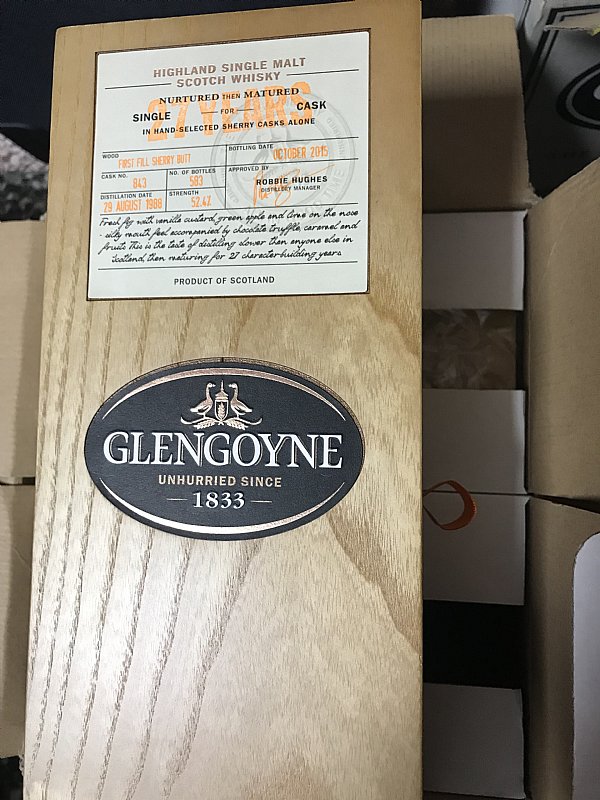 HIGHLAND SINGLE MALT
SCOTCH WHISKY
NURTURED THEN MATURED
27 YEARS
SINGLE FOR CASK
IN HAND-SELECTED SHERRY CASKS ALONE
WOOD
FIRST FILL SHERRY BUTT
BOTTLING DATE
OCTOBER 2015
CASK NO.
843
NO. OF BOTTLES
593
APPROVED BY
ROBBIE HUGHES
DISTILLERY MANAGER
DISTILLATION DATE
29 AUGUST 1988
STRENGTH
52.4%
Fresh fig with vanilla custard, green apple and clove on the nose
- silky mouth feel accompanied by chocolate truffle, caramel and
fruits. This is the taste of distilling slower than anyone else in
Scotland, then maturing for 27 character-building years
PRODUCT OF SCOTLAND
GLENGOYNE
UNHURRIED SINCE
— 1833 —